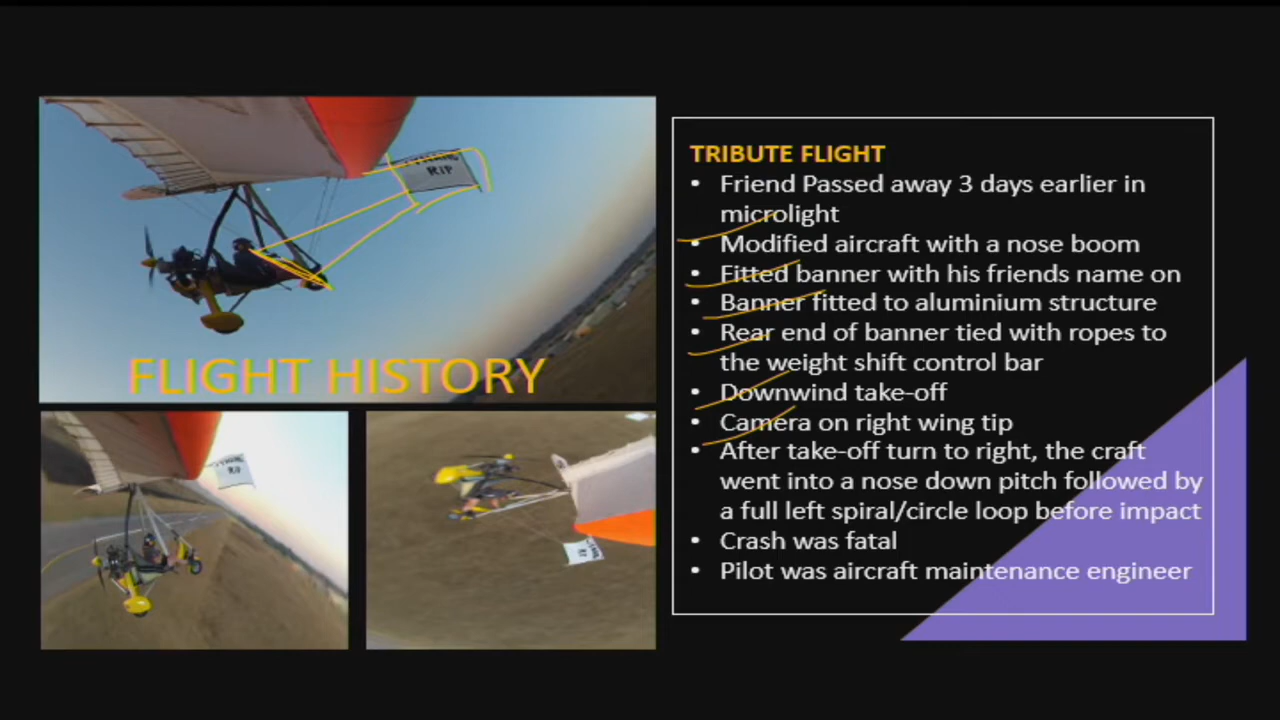 RIP
FLIGHT HISTORY
RIP
TRIBUTE FLIGHT
• Friend Passed away 3 days earlier in
microlight
• Modified aircraft with a nose boom
• Fitted banner with his friends name on
• Banner fitted to aluminium structure
• Rear end of banner tied with ropes to
the weight shift control bar
• Downwind take-off
• Camera on right wing tip
• After take-off turn to right, the craft
went into a nose down pitch followed by
a full left spiral/circle loop before impact
• Crash was fatal
• Pilot was aircraft maintenance engineer